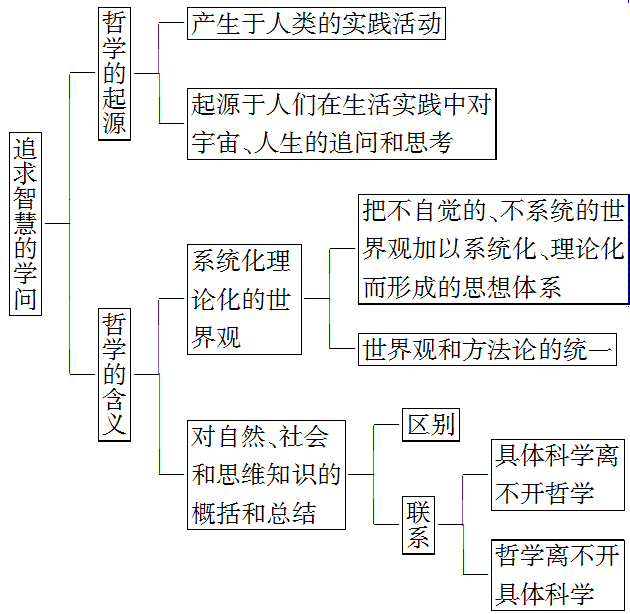 追求智慧的学问
哲学的起源
产生于人类的实践活动
起源于人们在生活实践中对
宇宙、人生的追问和思考
哲学的含义
系统化理
论化的世
界观
把不自觉的、不系统的世
界观加以系统化、理论化
而形成的思想体系
世界观和方法论的统一
对自然、社会
和思维知识的
概括和总结
区别
联系
具体科学离
不开哲学
哲学离不开
具体科学